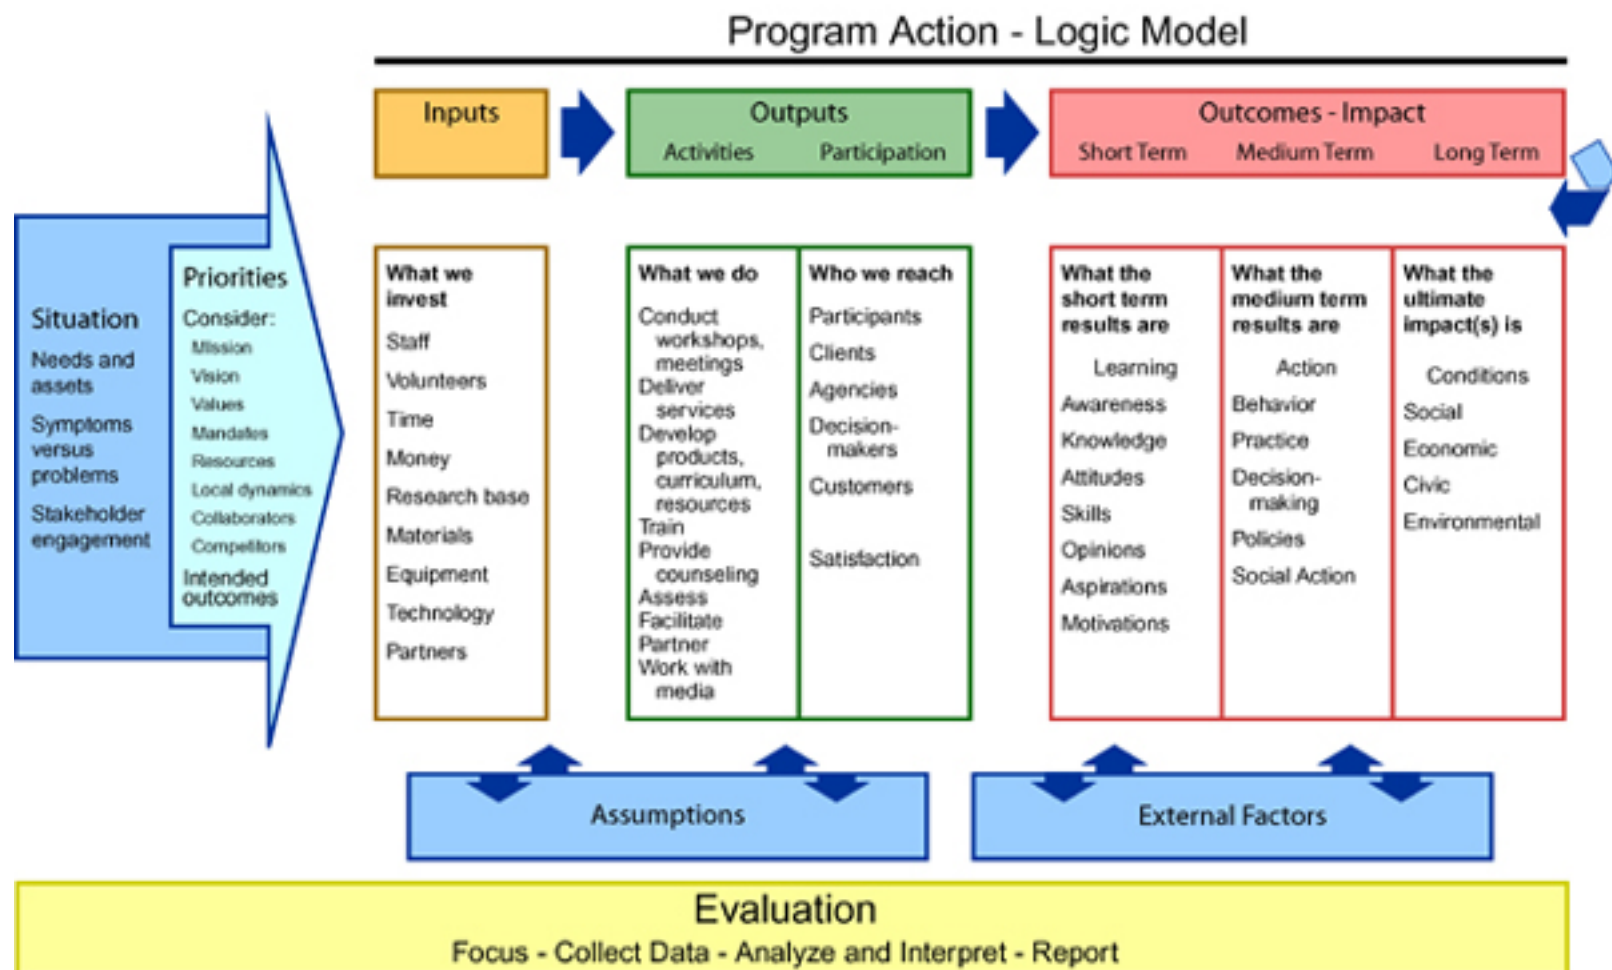 Program Action - Logic Model
Inputs
Outputs
Activities Participation
Outcomes - Impact
Short Term Medium Term Long Term
Situation
Needs and
assets
Symptoms
versus
problems
Stakeholder
engagement
Priorities
Consider:
Mission
Vision
Values
Mandates
Resources
Local dynamics
Collaborators
Competitors
Intended
outcomes
What we
invest
Staff
Volunteers
Time
Money
Research base
Materials
Equipment
Technology
Partners
What we do
Conduct
workshops,
meetings
Deliver
services
Develop
products,
curriculum,
resources
Train
Provide
counseling
Assess
Facilitate
Partner
Work with
media
Who we reach
Participants
Clients
Agencies
Decision-
makers
Customers
Satisfaction
What the
short term
results are
Learning
Awareness
Knowledge
Attitudes
Skills
Opinions
Aspirations
Motivations
What the
medium term
results are
Action
Behavior
Practice
Decision-
making
Policies
Social Action
What the
ultimate
impact(s) is
Conditions
Social
Economic
Civic
Environmental
Assumptions
External Factors
Evaluation
Focus - Collect Data - Analyze and Interpret - Report